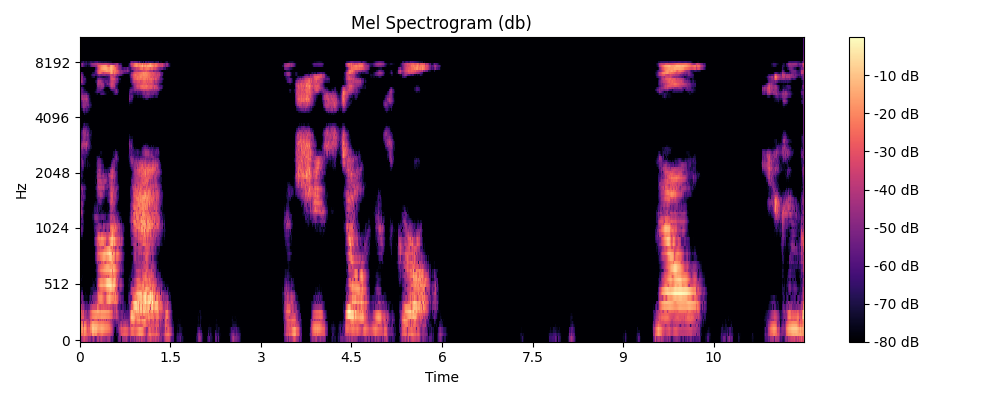 Mel Spectrogram (db)
8192
4096
2048
1024
512
0
Hz
0 1.5 3 4.5 6 7.5 9 10
Time
-10 dB
-20 dB
-30 dB
-40 dB
-50 dB
-60 dB
-70 dB
-80 dB